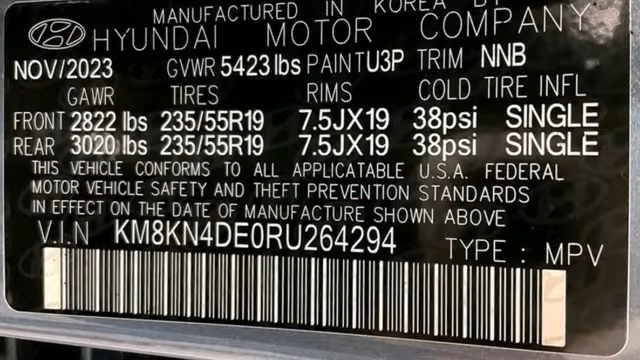 MANUFACTURED IN KOREA BY
HYUNDAI MOTOR COMPANY
NOV/2023 GVWR 5423 lbs PAINT U3P TRIM NNB
GAWR TIRES RIMS COLD TIRE INFL
FRONT 2822 lbs 235/55R19 7.5JX19 38psi SINGLE
REAR 3020 lbs 235/55R19 7.5JX19 38psi SINGLE
THIS VEHICLE CONFORMS TO ALL APPLICATABLE U.S.A. FEDERAL
MOTOR VEHICLE SAFETY AND THEFT PREVENTION STANDARDS
IN EFFECT ON THE DATE OF MANUFACTURE SHOWN ABOVE
V.I.N KM8KN4DE0RU264294 TYPE : MPV